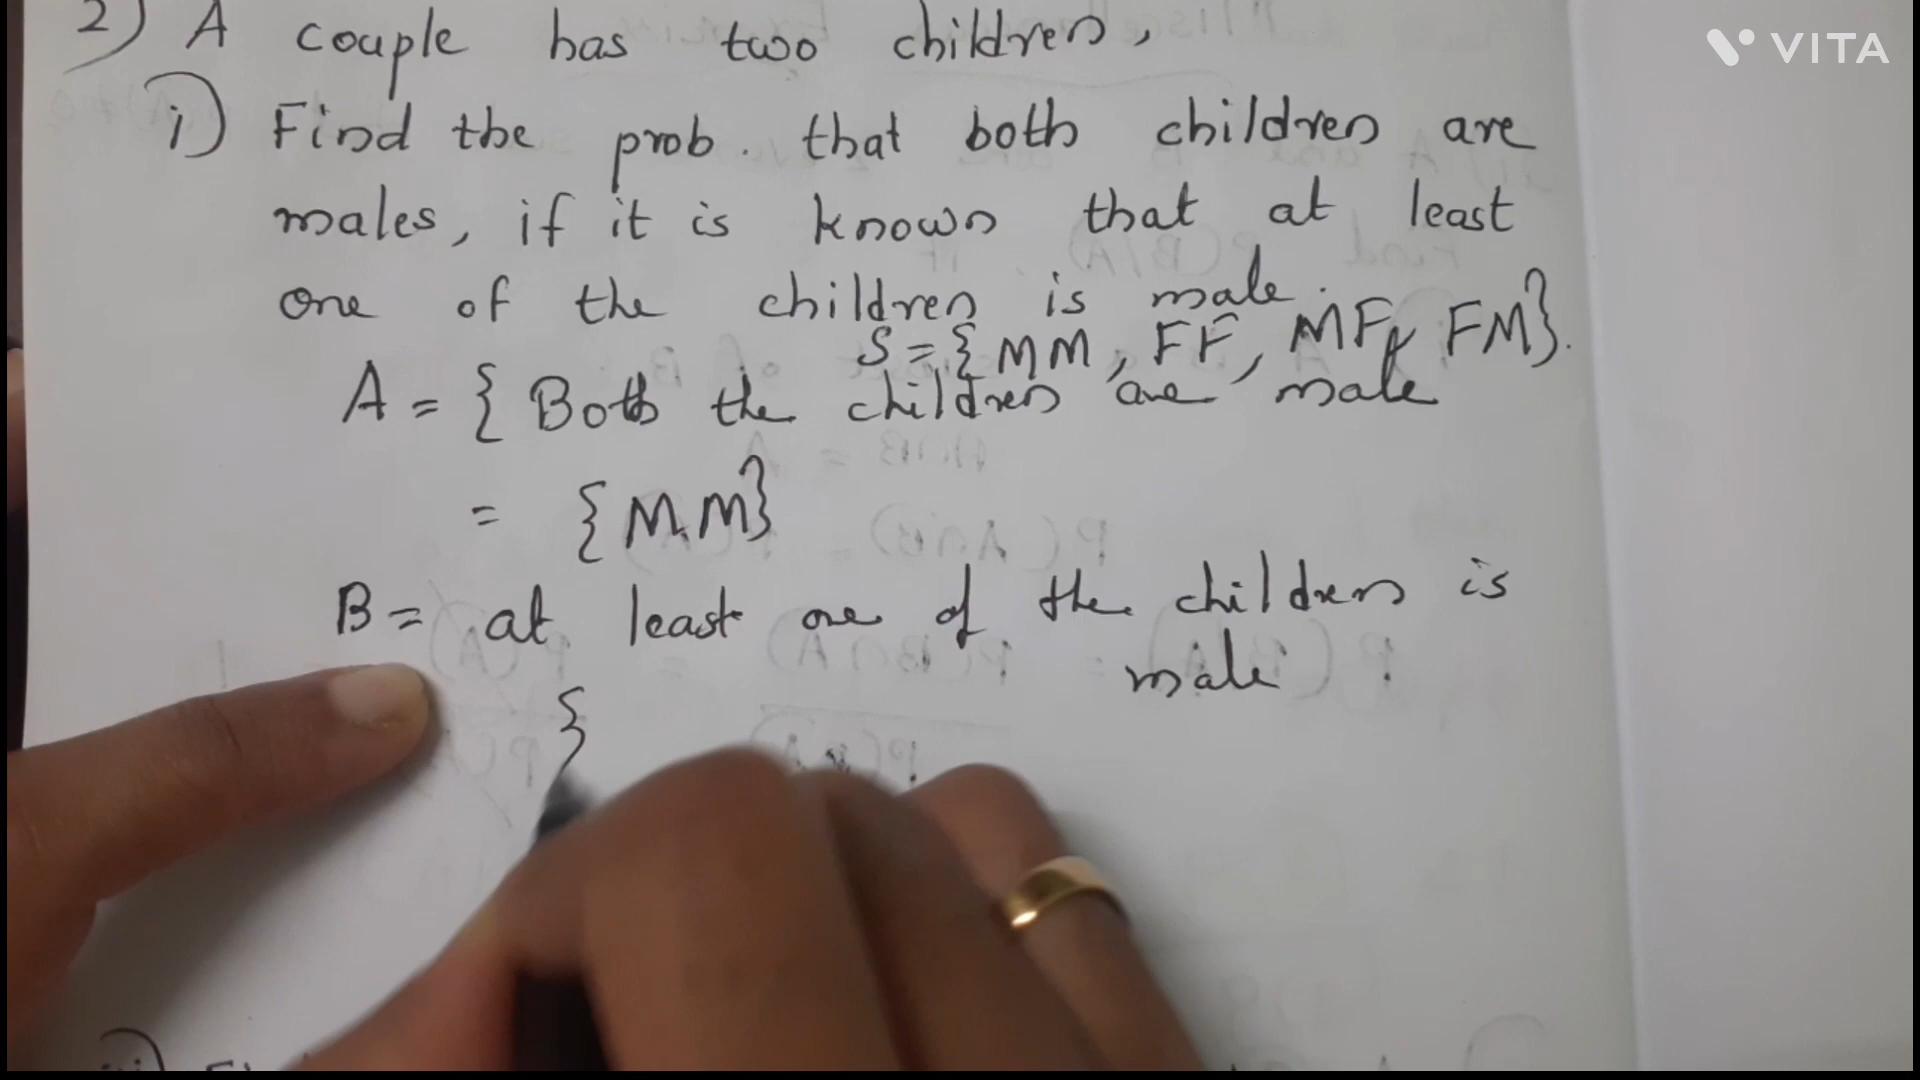 VITA
2) A couple has two children,
i) Find the prob. that both children are
males, if it is known that at least
one of the children is male.
S = {MM, FF, MF, FM}.
A = { Both the children are male
= {MM}
B = at least one of the children is
male
{